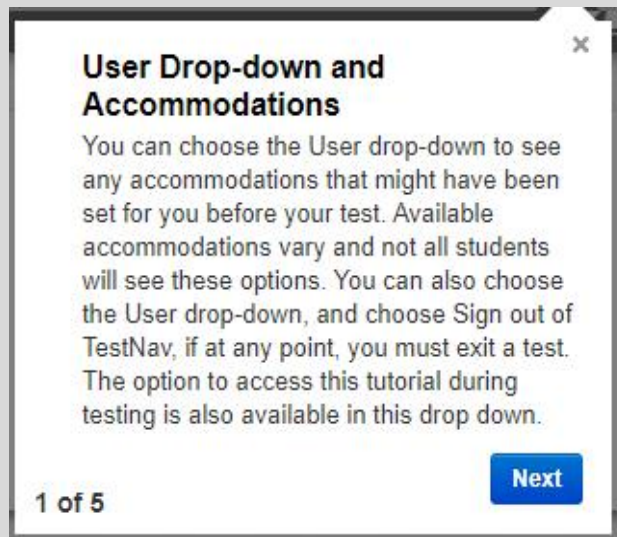 ×
User Drop-down and
Accommodations
You can choose the User drop-down to see
any accommodations that might have been
set for you before your test. Available
accommodations vary and not all students
will see these options. You can also choose
the User drop-down, and choose Sign out of
TestNav, if at any point, you must exit a test.
The option to access this tutorial during
testing is also available in this drop down.
Next
1 of 5